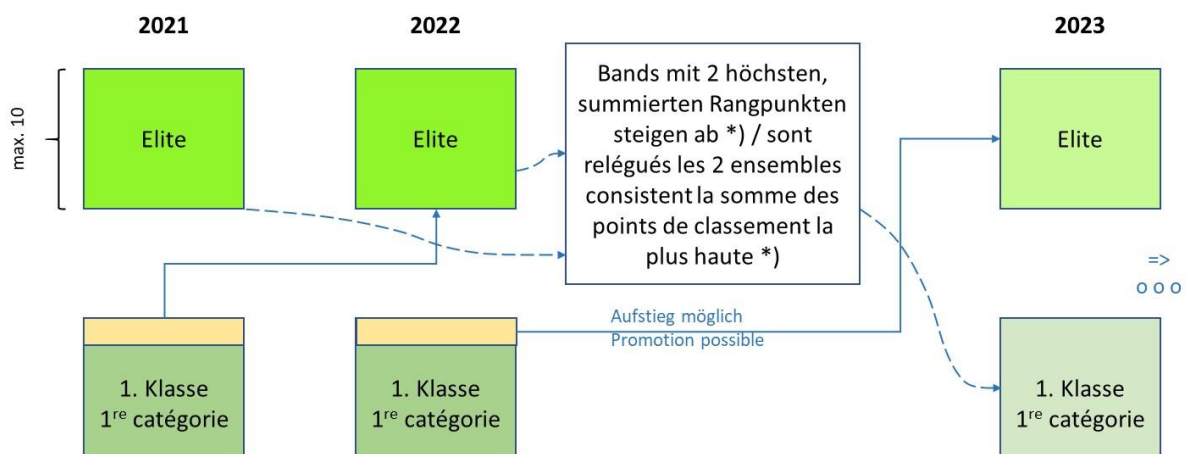 2021
2022
2023
max. 10
Elite
Elite
Bands mit 2 höchsten,
summierten Rangpunkten
steigen ab *) / sont
relégués les 2 ensembles
consistent la somme des
points de classement la
plus haute *)
Elite
=>
o o o
Aufstieg möglich
Promotion possible
1. Klasse
1re catégorie
1. Klasse
1re catégorie
1. Klasse
1re catégorie